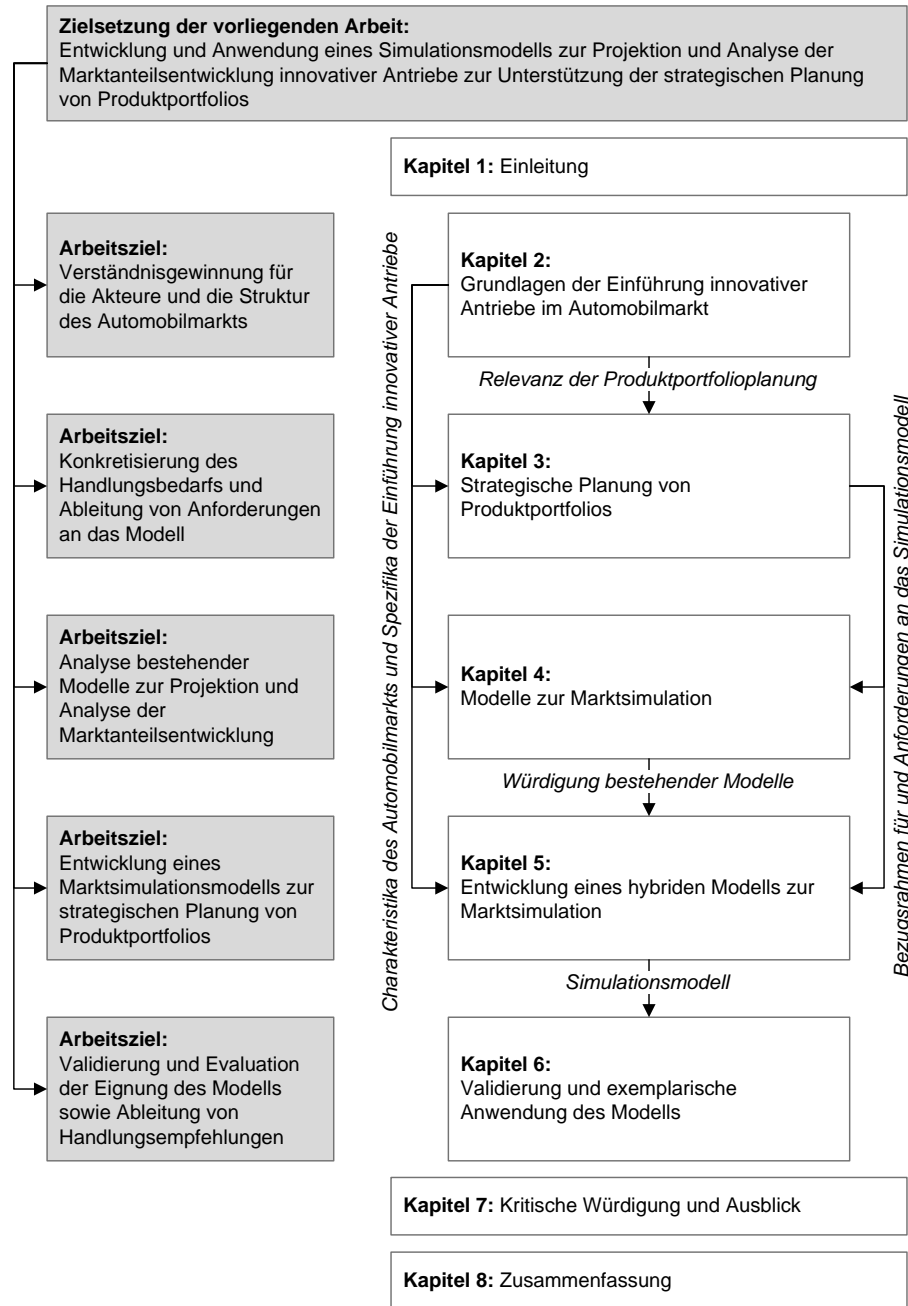 Zielsetzung der vorliegenden Arbeit:
Entwicklung und Anwendung eines Simulationsmodells zur Projektion und Analyse der
Marktanteilsentwicklung innovativer Antriebe zur Unterstützung der strategischen Planung
von Produktportfolios
Kapitel 1: Einleitung
Arbeitsziel:
Verständnisgewinnung für
die Akteure und die Struktur
des Automobilmarkts
Kapitel 2:
Grundlagen der Einführung innovativer
Antriebe im Automobilmarkt
Relevanz der Produktportfolioplanung
Arbeitsziel:
Konkretisierung des
Handlungsbedarfs und
Ableitung von Anforderungen
an das Modell
Kapitel 3:
Strategische Planung von
Produktportfolios
Charakteristika des Automobilmarkts und Spezifika der Einführung innovativer Antriebe
Bezugsrahmen für und Anforderungen an das Simulationsmodell
Arbeitsziel:
Analyse bestehender
Modelle zur Projektion und
Analyse der
Marktanteilsentwicklung
Kapitel 4:
Modelle zur Marktsimulation
Würdigung bestehender Modelle
Arbeitsziel:
Entwicklung eines
Marktsimulationsmodells zur
strategischen Planung von
Produktportfolios
Kapitel 5:
Entwicklung eines hybriden Modells zur
Marktsimulation
Simulationsmodell
Arbeitsziel:
Validierung und Evaluation
der Eignung des Modells
sowie Ableitung von
Handlungsempfehlungen
Kapitel 6:
Validierung und exemplarische
Anwendung des Modells
Kapitel 7: Kritische Würdigung und Ausblick
Kapitel 8: Zusammenfassung